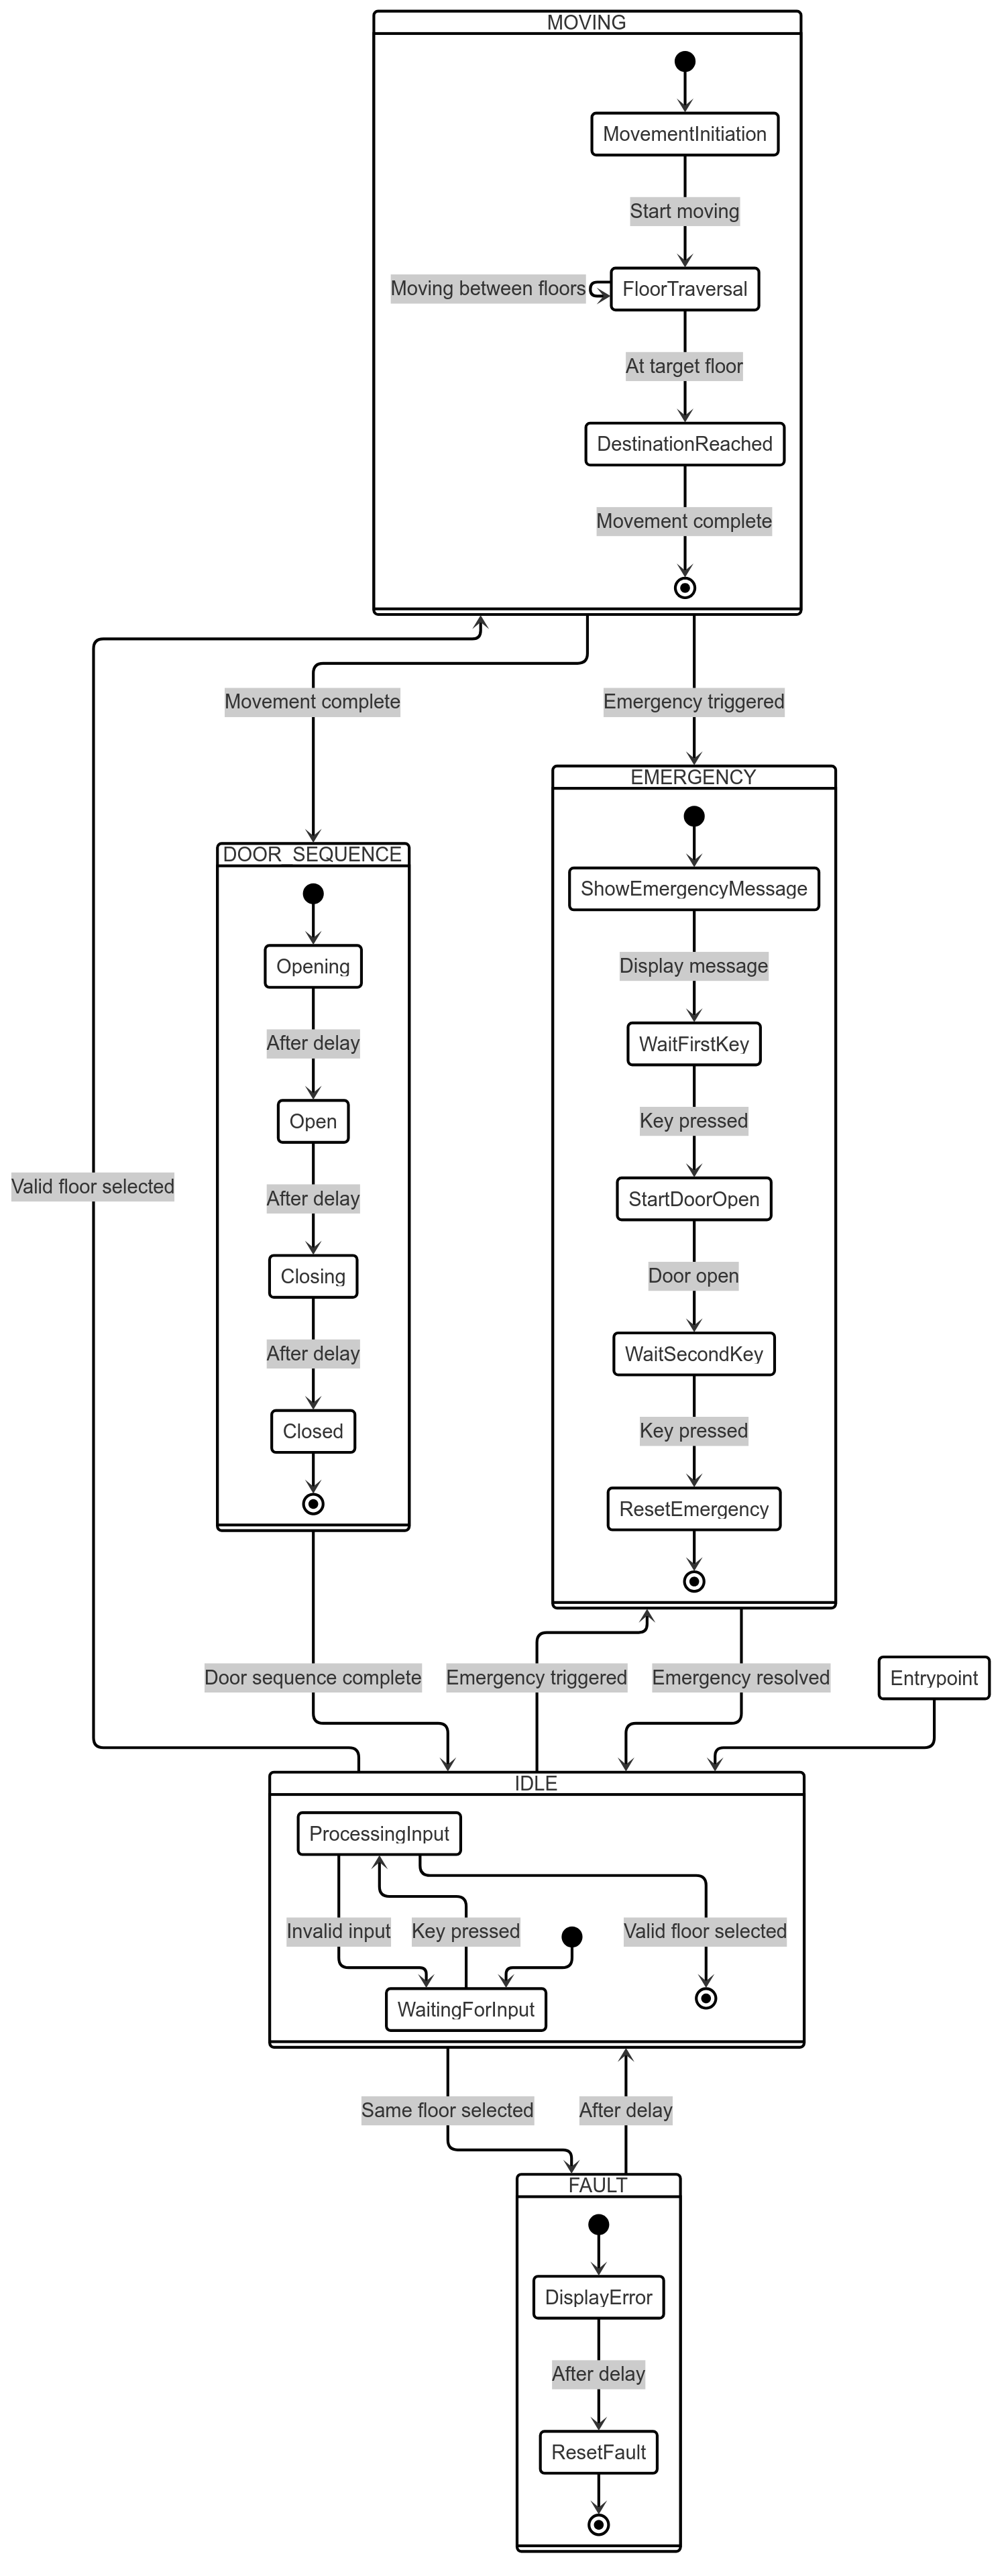 MOVING
MovementInitiation
Start moving
Moving between floors
FloorTraversal
At target floor
DestinationReached
Movement complete
Movement complete
Emergency triggered
EMERGENCY
ShowEmergencyMessage
Display message
WaitFirstKey
Key pressed
StartDoorOpen
Door open
WaitSecondKey
Key pressed
ResetEmergency
DOOR_SEQUENCE
Opening
After delay
Open
After delay
Closing
After delay
Closed
Valid floor selected
Door sequence complete
Emergency triggered
Emergency resolved
Entrypoint
IDLE
ProcessingInput
Invalid input
Key pressed
Valid floor selected
WaitingForInput
Same floor selected
After delay
FAULT
DisplayError
After delay
ResetFault